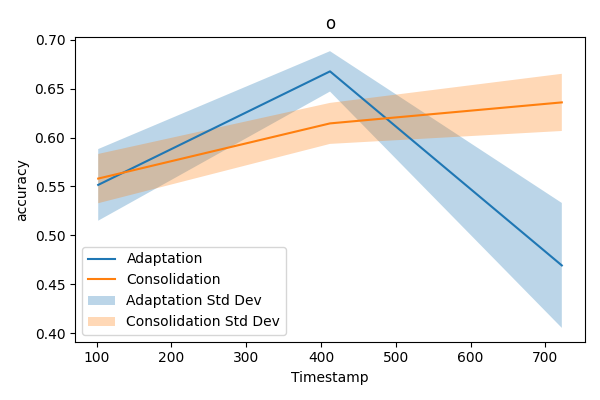 o
0.70
0.65
0.60
0.55
0.50
0.45
0.40
accuracy
Adaptation
Consolidation
Adaptation Std Dev
Consolidation Std Dev
100 200 300 400 500 600 700
Timestamp